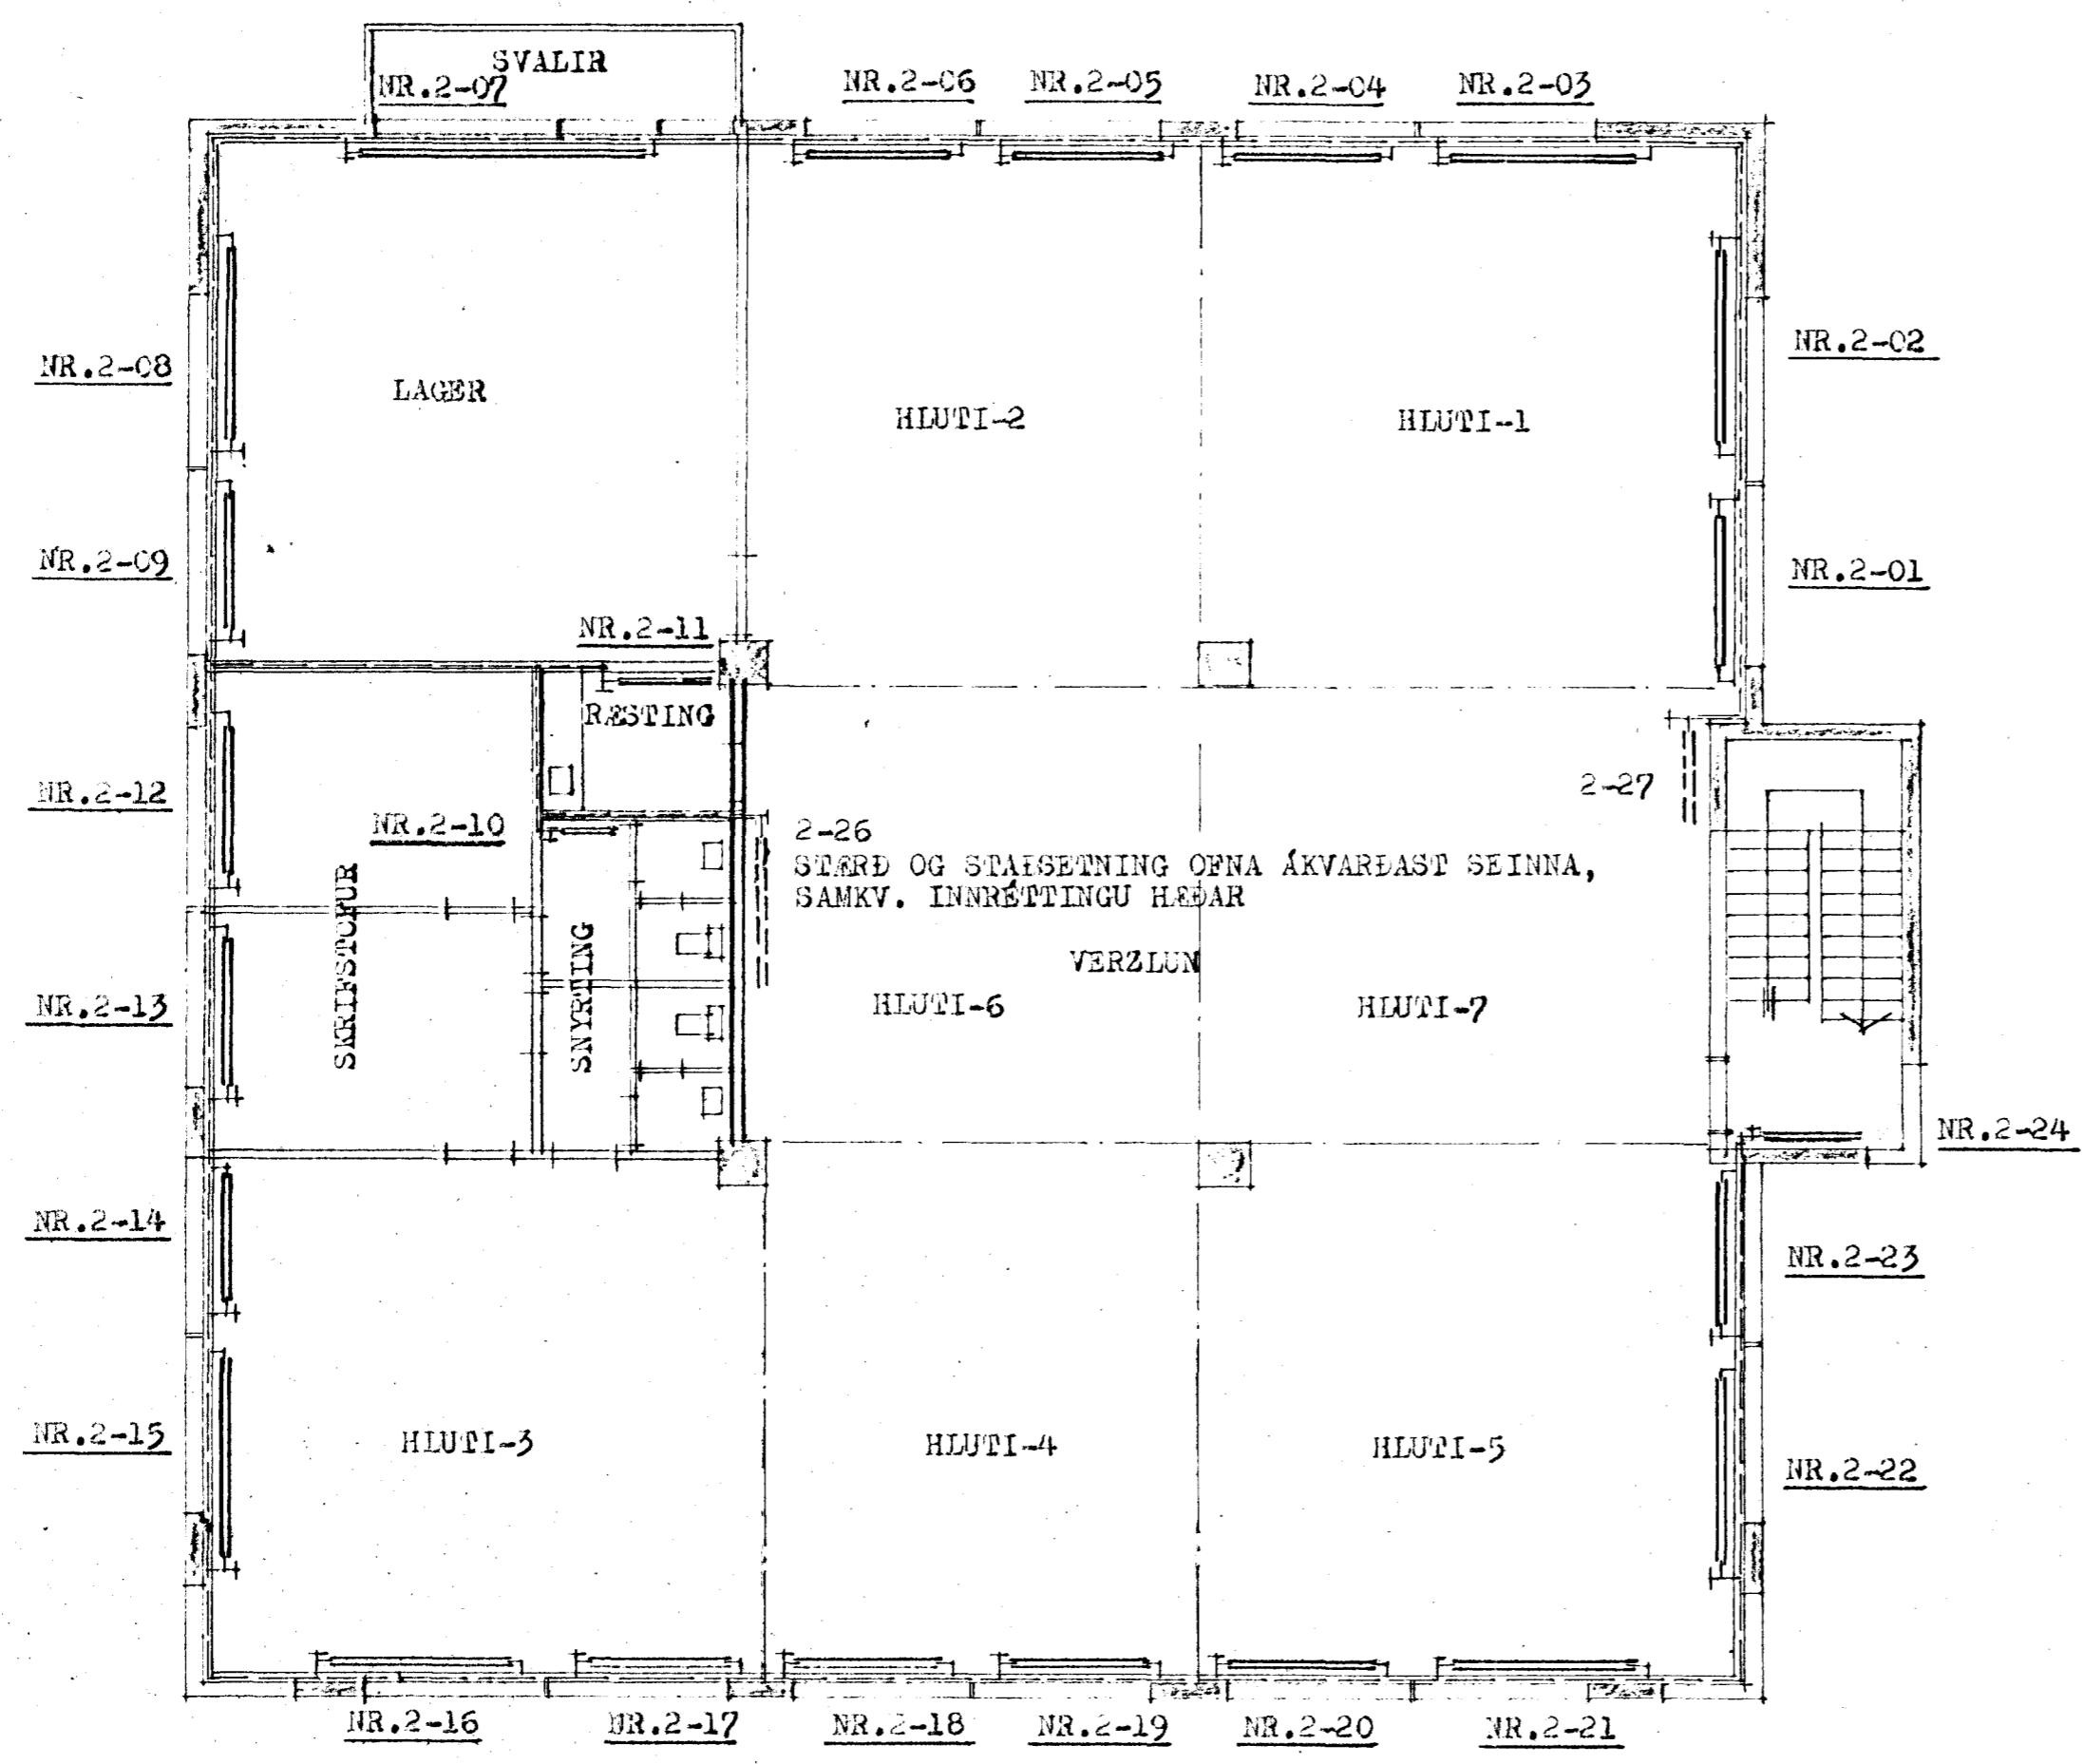 SVALIR
NR.2-07
NR.2-06
NR.2-05
NR.2-04
NR.2-03
NR.2-08
LAGER
HLUTI-2
HLUTI-1
NR.2-02
NR.2-09
NR.2-01
NR.2-11
RÆSTING
NR.2-12
NR.2-10
2-27
2-26
STÆRÐ OG STAÐSETNING OFNA ÁKVARÐAST SEINNA,
SAMKV. INNRÉTTINGU HÆÐAR
SKRIFSTOFUR
SNYRTING
VERZLUN
NR.2-13
HLUTI-6
HLUTI-7
NR.2-24
NR.2-14
NR.2-23
NR.2-15
HLUTI-3
HLUTI-4
HLUTI-5
NR.2-22
NR.2-16
NR.2-17
NR.2-18
NR.2-19
NR.2-20
NR.2-21